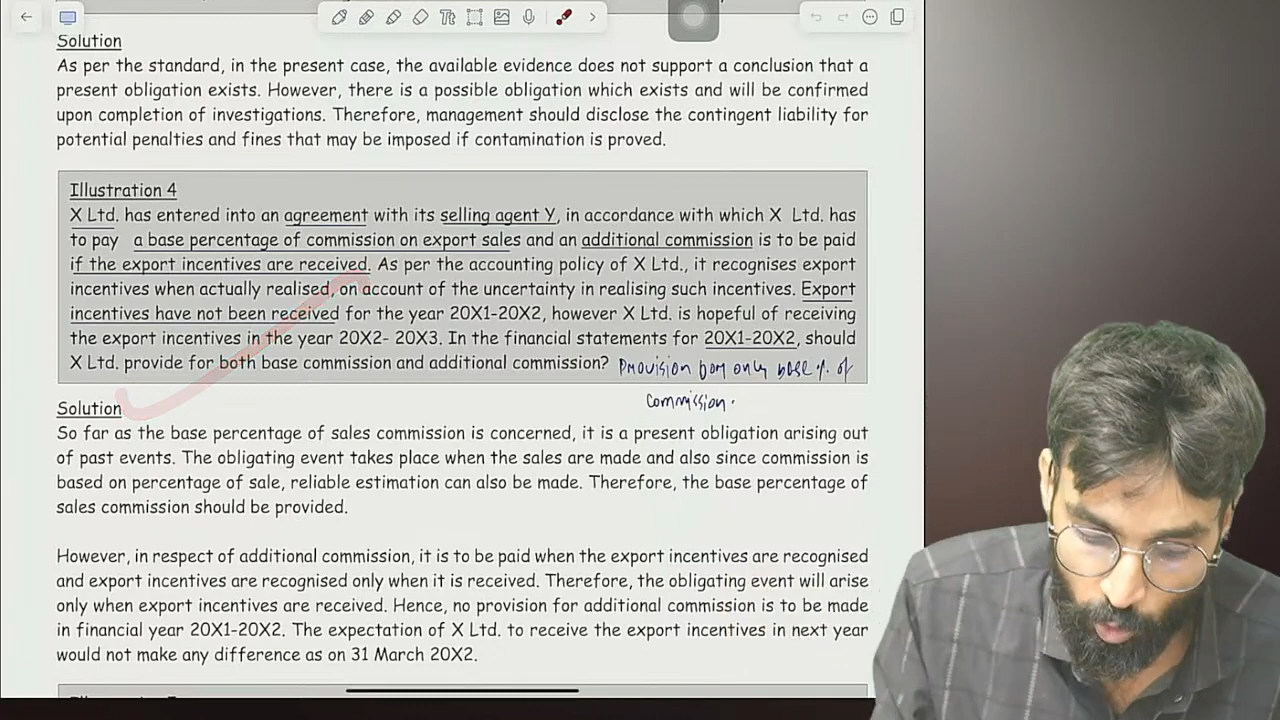 Solution
As per the standard, in the present case, the available evidence does not support a conclusion that a
present obligation exists. However, there is a possible obligation which exists and will be confirmed
upon completion of investigations. Therefore, management should disclose the contingent liability for
potential penalties and fines that may be imposed if contamination is proved.
Illustration 4
X Ltd. has entered into an agreement with its selling agent Y, in accordance with which X Ltd. has
to pay a base percentage of commission on export sales and an additional commission is to be paid
if the export incentives are received. As per the accounting policy of X Ltd., it recognises export
incentives when actually realised, on account of the uncertainty in realising such incentives. Export
incentives have not been received for the year 20X1-20X2, however X Ltd. is hopeful of receiving
the export incentives in the year 20X2- 20X3. In the financial statements for 20X1-20X2, should
X Ltd. provide for both base commission and additional commission? Provision for only base % of
commission.
Solution
So far as the base percentage of sales commission is concerned, it is a present obligation arising out
of past events. The obligating event takes place when the sales are made and also since commission is
based on percentage of sale, reliable estimation can also be made. Therefore, the base percentage of
sales commission should be provided.
However, in respect of additional commission, it is to be paid when the export incentives are recognised
and export incentives are recognised only when it is received. Therefore, the obligating event will arise
only when export incentives are received. Hence, no provision for additional commission is to be made
in financial year 20X1-20X2. The expectation of X Ltd. to receive the export incentives in next year
would not make any difference as on 31 March 20X2.